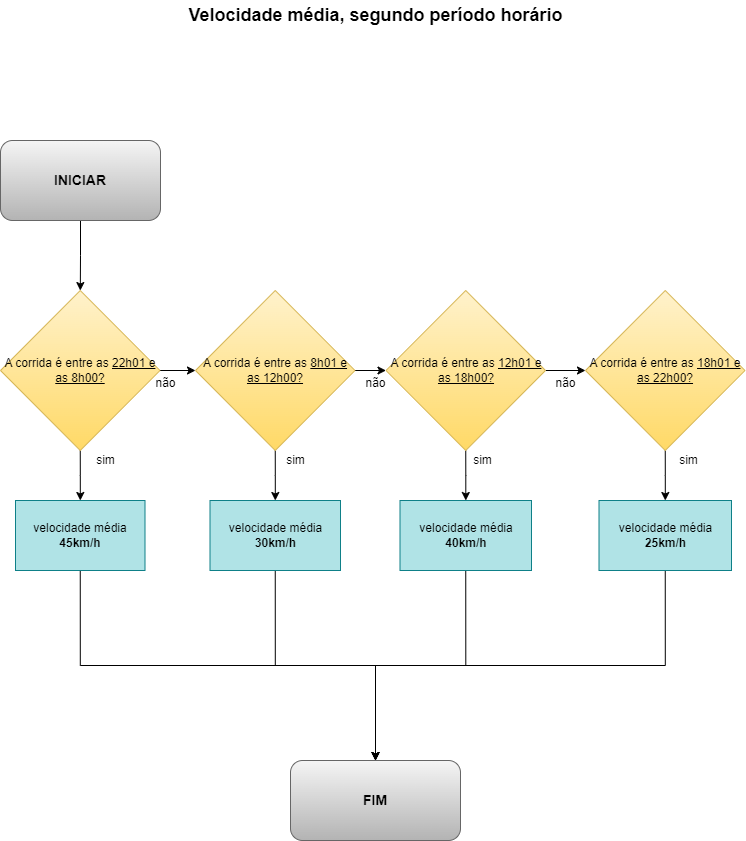 Velocidade média, segundo período horário
INICIAR
A corrida é entre as 22h01 e
as 8h00?
não
A corrida é entre as 8h01 e
as 12h00?
não
A corrida é entre as 12h01 e
as 18h00?
não
A corrida é entre as 18h01 e
as 22h00?
sim
sim
sim
sim
velocidade média
45km/h
velocidade média
30km/h
velocidade média
40km/h
velocidade média
25km/h
FIM